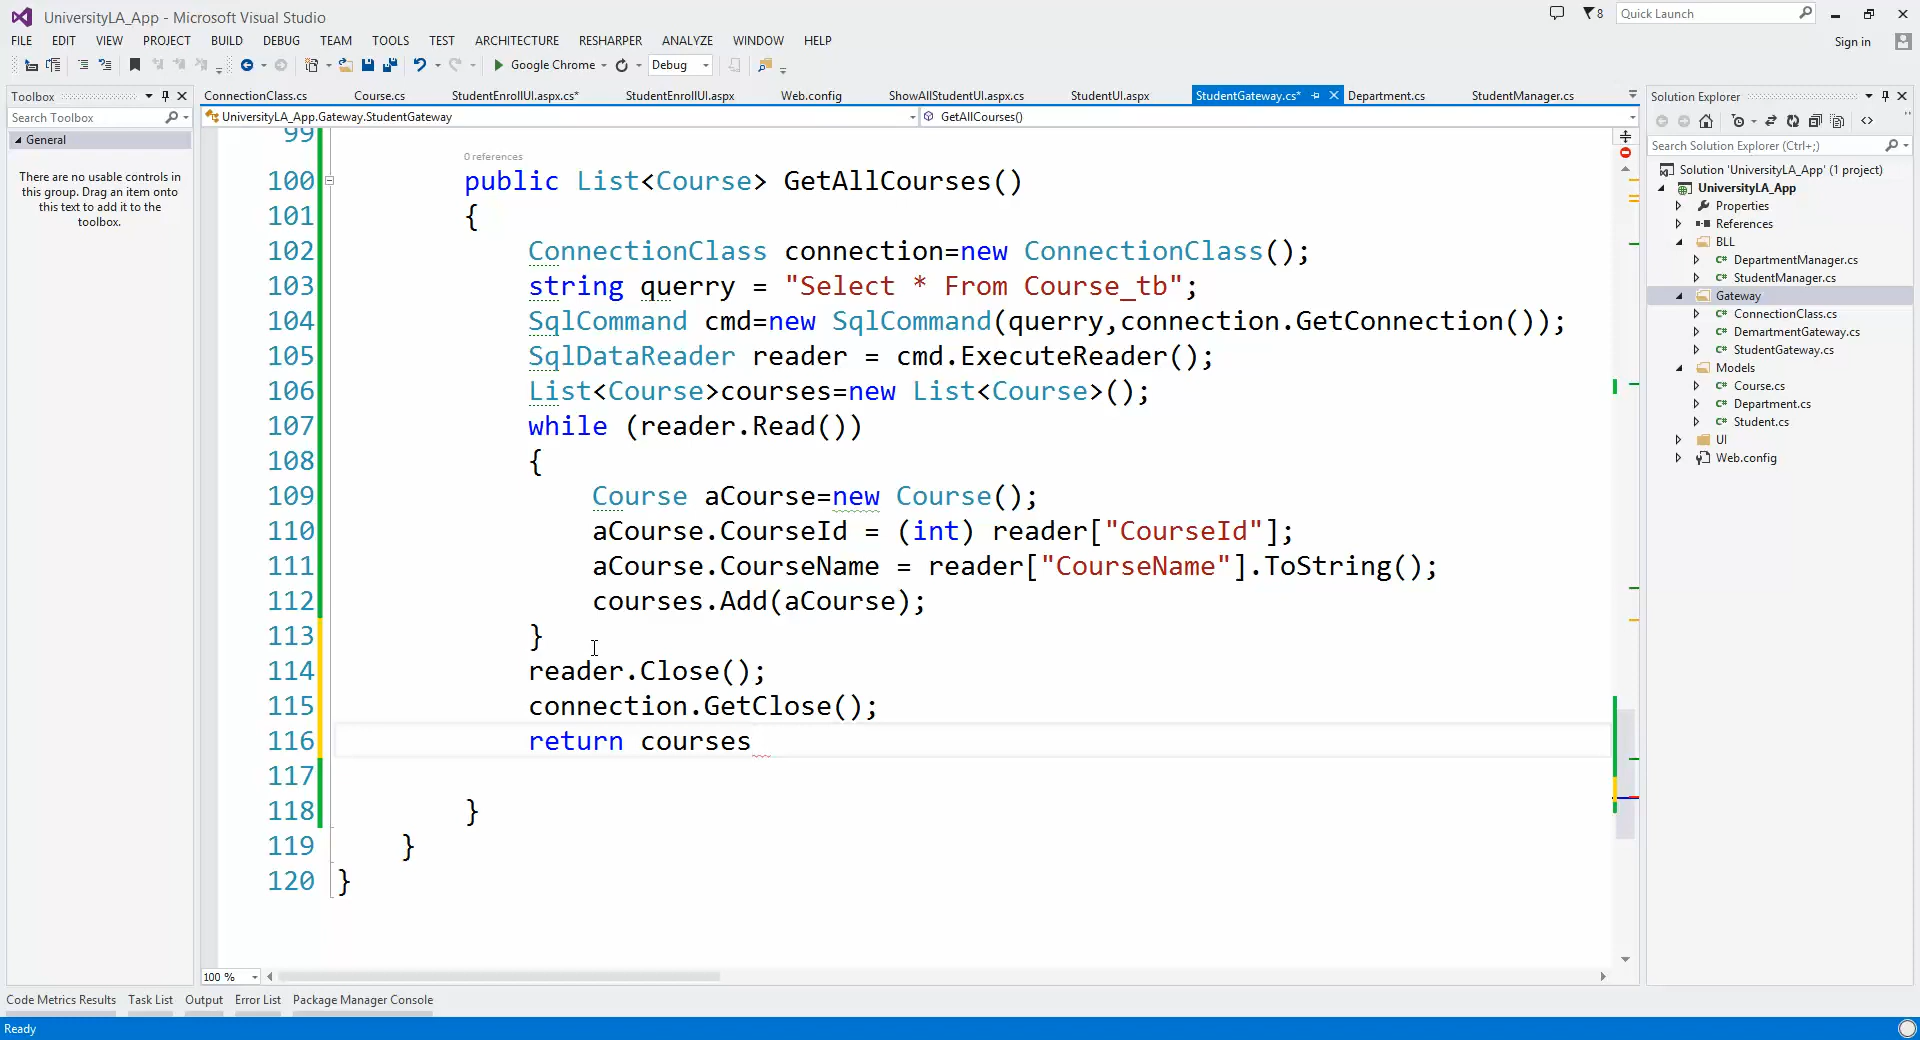 UniversityLA_App - Microsoft Visual Studio
8
Quick Launch
FILE EDIT VIEW PROJECT BUILD DEBUG TEAM TOOLS TEST ARCHITECTURE RESHARPER ANALYZE WINDOW HELP
Sign in
Google Chrome Debug
Toolbox
Search Toolbox
General
There are no usable controls in
this group. Drag an item onto
this text to add it to the
toolbox.
ConnectionClass.cs Course.cs StudentEnrollUI.aspx.cs* StudentEnrollUI.aspx Web.config ShowAllStudentUI.aspx.cs StudentUI.aspx StudentGateway.cs* Department.cs StudentManager.cs
UniversityLA_App.Gateway.StudentGateway GetAllCourses()
99
0 references
100 public List<Course> GetAllCourses()
101 {
102 ConnectionClass connection=new ConnectionClass();
103 string querry = "Select * From Course_tb";
104 SqlCommand cmd=new SqlCommand(querry,connection.GetConnection());
105 SqlDataReader reader = cmd.ExecuteReader();
106 List<Course>courses=new List<Course>();
107 while (reader.Read())
108 {
109 Course aCourse=new Course();
110 aCourse.CourseId = (int) reader["CourseId"];
111 aCourse.CourseName = reader["CourseName"].ToString();
112 courses.Add(aCourse);
113 }
114 reader.Close();
115 connection.GetClose();
116 return courses
117
118 }
119 }
120 }
100 %
Solution Explorer
Search Solution Explorer (Ctrl+;)
Solution 'UniversityLA_App' (1 project)
UniversityLA_App
Properties
References
BLL
C# DepartmentManager.cs
C# StudentManager.cs
Gateway
C# ConnectionClass.cs
C# DemartmentGateway.cs
C# StudentGateway.cs
Models
C# Course.cs
C# Department.cs
C# Student.cs
UI
Web.config
Code Metrics Results Task List Output Error List Package Manager Console
Ready